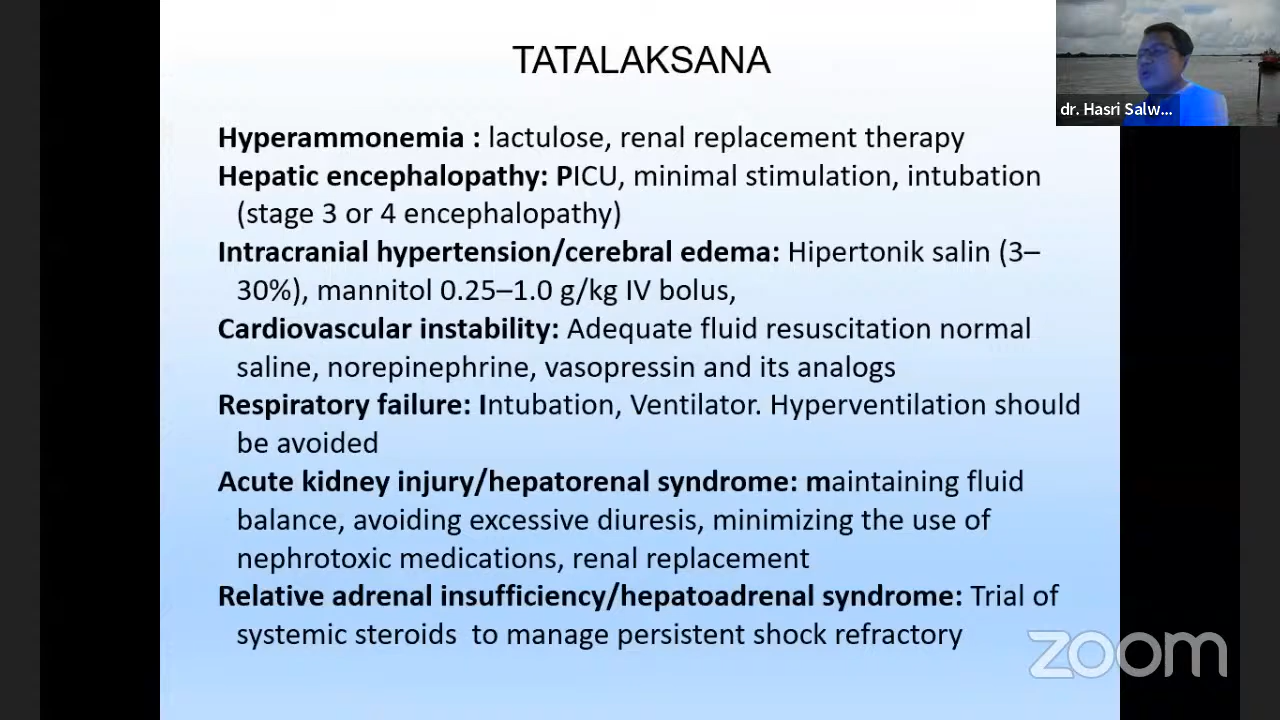 TATALAKSANA
dr. Hasri Salw...
Hyperammonemia : lactulose, renal replacement therapy
Hepatic encephalopathy: PICU, minimal stimulation, intubation
(stage 3 or 4 encephalopathy)
Intracranial hypertension/cerebral edema: Hipertonik salin (3–
30%), mannitol 0.25–1.0 g/kg IV bolus,
Cardiovascular instability: Adequate fluid resuscitation normal
saline, norepinephrine, vasopressin and its analogs
Respiratory failure: Intubation, Ventilator. Hyperventilation should
be avoided
Acute kidney injury/hepatorenal syndrome: maintaining fluid
balance, avoiding excessive diuresis, minimizing the use of
nephrotoxic medications, renal replacement
Relative adrenal insufficiency/hepatoadrenal syndrome: Trial of
systemic steroids to manage persistent shock refractory
zoom